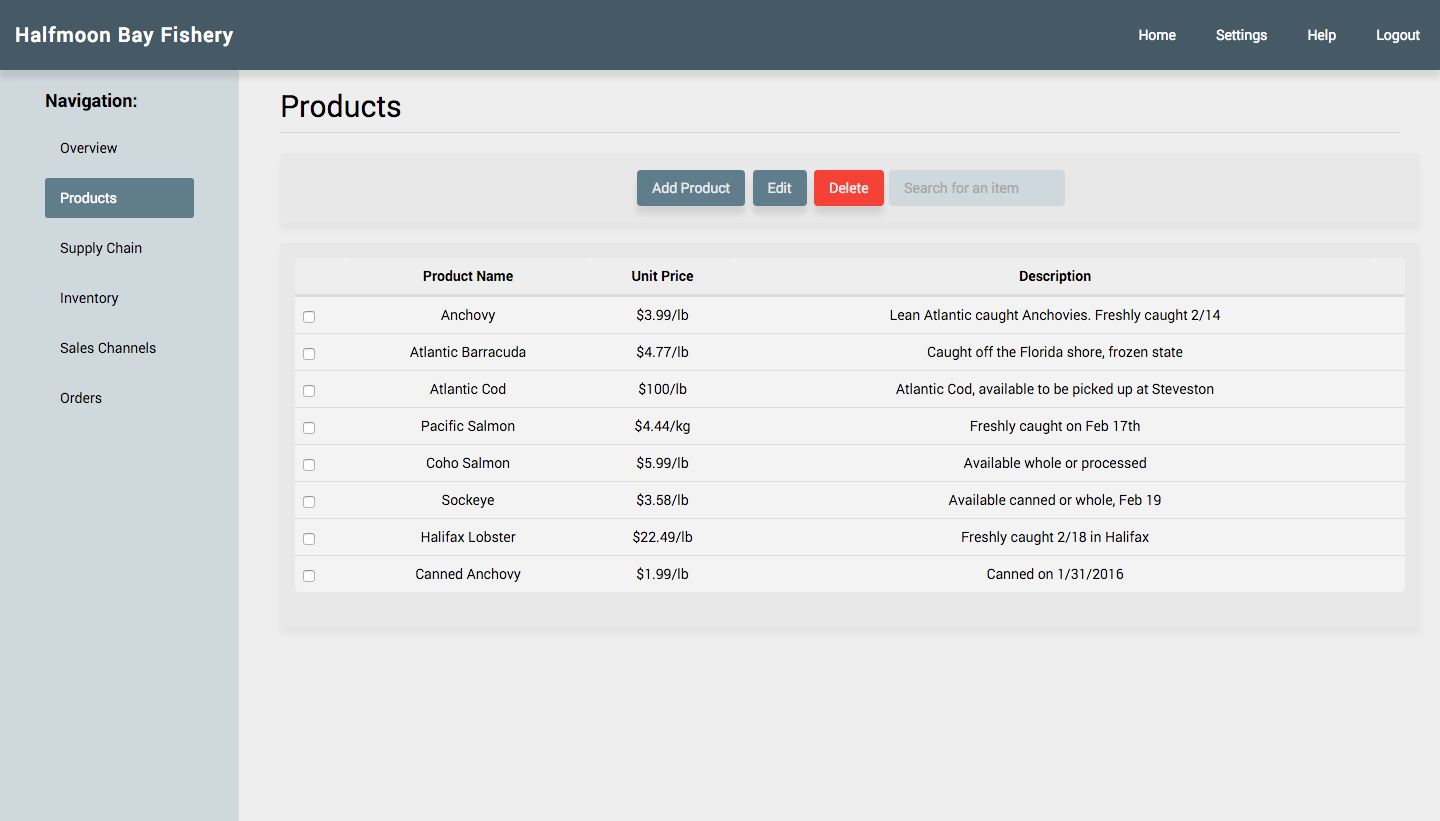 Halfmoon Bay Fishery Home Settings Help Logout
Navigation:
Overview
Products
Supply Chain
Inventory
Sales Channels
Orders
Products
Add Product Edit Delete Search for an item
Product Name Unit Price Description
Anchovy $3.99/lb Lean Atlantic caught Anchovies. Freshly caught 2/14
Atlantic Barracuda $4.77/lb Caught off the Florida shore, frozen state
Atlantic Cod $100/lb Atlantic Cod, available to be picked up at Steveston
Pacific Salmon $4.44/kg Freshly caught on Feb 17th
Coho Salmon $5.99/lb Available whole or processed
Sockeye $3.58/lb Available canned or whole, Feb 19
Halifax Lobster $22.49/lb Freshly caught 2/18 in Halifax
Canned Anchovy $1.99/lb Canned on 1/31/2016